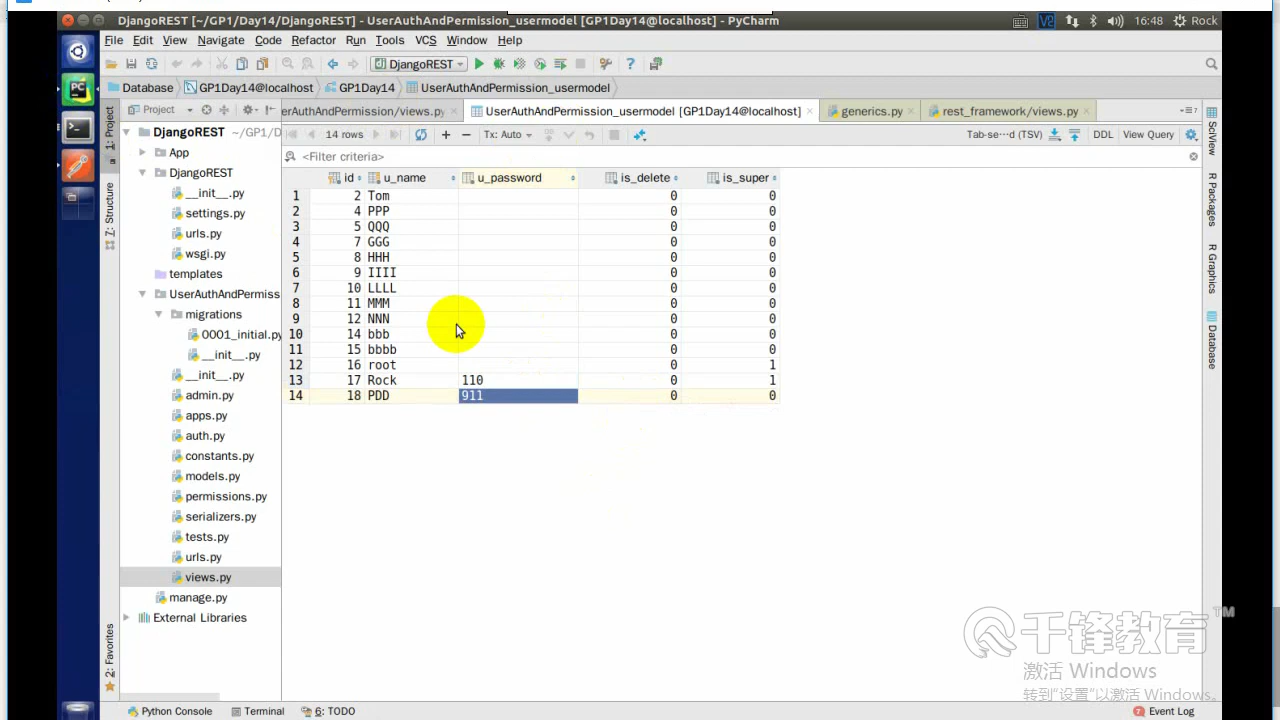 DjangoREST [~/GP1/Day14/DjangoREST] - UserAuthAndPermission_usermodel [GP1Day14@localhost] - PyCharm
16:48 Rock
File Edit View Navigate Code Refactor Run Tools VCS Window Help
DjangoREST
Database GP1Day14@localhost GP1Day14 UserAuthAndPermission_usermodel
Project
erAuthAndPermission/views.py UserAuthAndPermission_usermodel [GP1Day14@localhost] generics.py rest_framework/views.py
14 rows Tx: Auto Tab-se…d (TSV) DDL View Query
<Filter criteria>
id u_name u_password is_delete is_super
1 2 Tom 0 0
2 4 PPP 0 0
3 5 QQQ 0 0
4 7 GGG 0 0
5 8 HHH 0 0
6 9 IIII 0 0
7 10 LLLL 0 0
8 11 MMM 0 0
9 12 NNN 0 0
10 14 bbb 0 0
11 15 bbbb 0 0
12 16 root 0 1
13 17 Rock 110 0 1
14 18 PDD 911 0 0
DjangoREST ~/GP1/D
App
DjangoREST
__init__.py
settings.py
urls.py
wsgi.py
templates
UserAuthAndPermiss
migrations
0001_initial.py
__init__.py
__init__.py
admin.py
apps.py
auth.py
constants.py
models.py
permissions.py
serializers.py
tests.py
urls.py
views.py
manage.py
External Libraries
1: Project
7: Structure
2: Favorites
SciView
R Packages
R Graphics
Database
千锋教育™
激活 Windows
转到“设置”以激活 Windows。
Python Console Terminal 6: TODO 7 Event Log